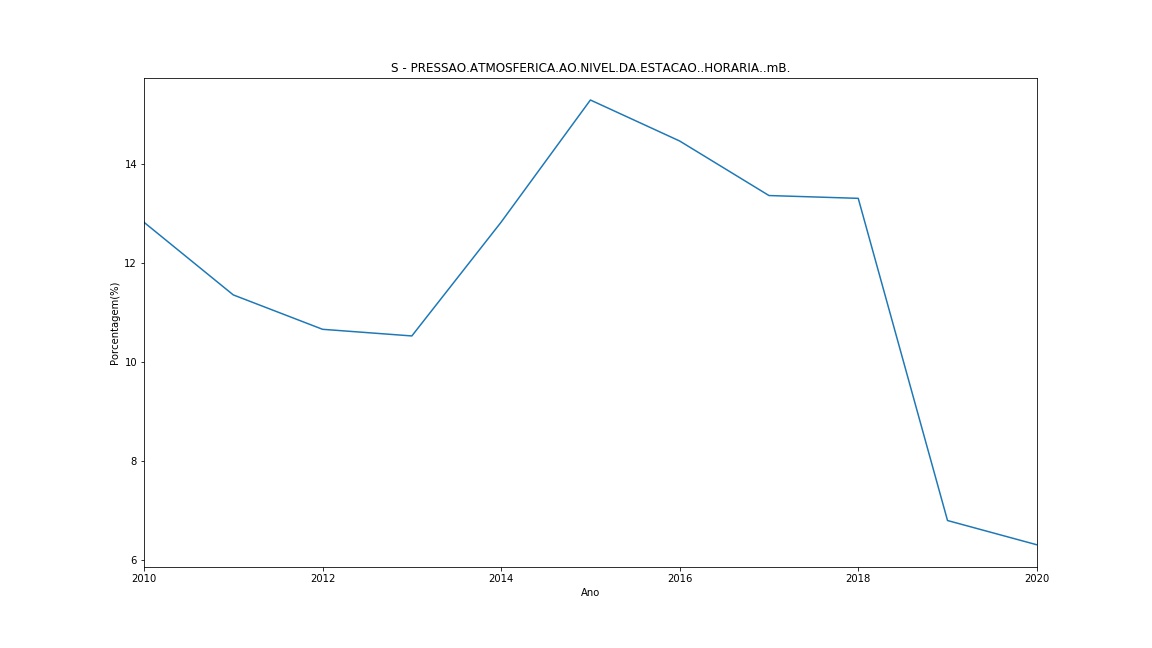 S - PRESSAO.ATMOSFERICA.AO.NIVEL.DA.ESTACAO..HORARIA..mB.
14
12
10
8
6
Porcentagem(%)
2010 2012 2014 2016 2018 2020
Ano